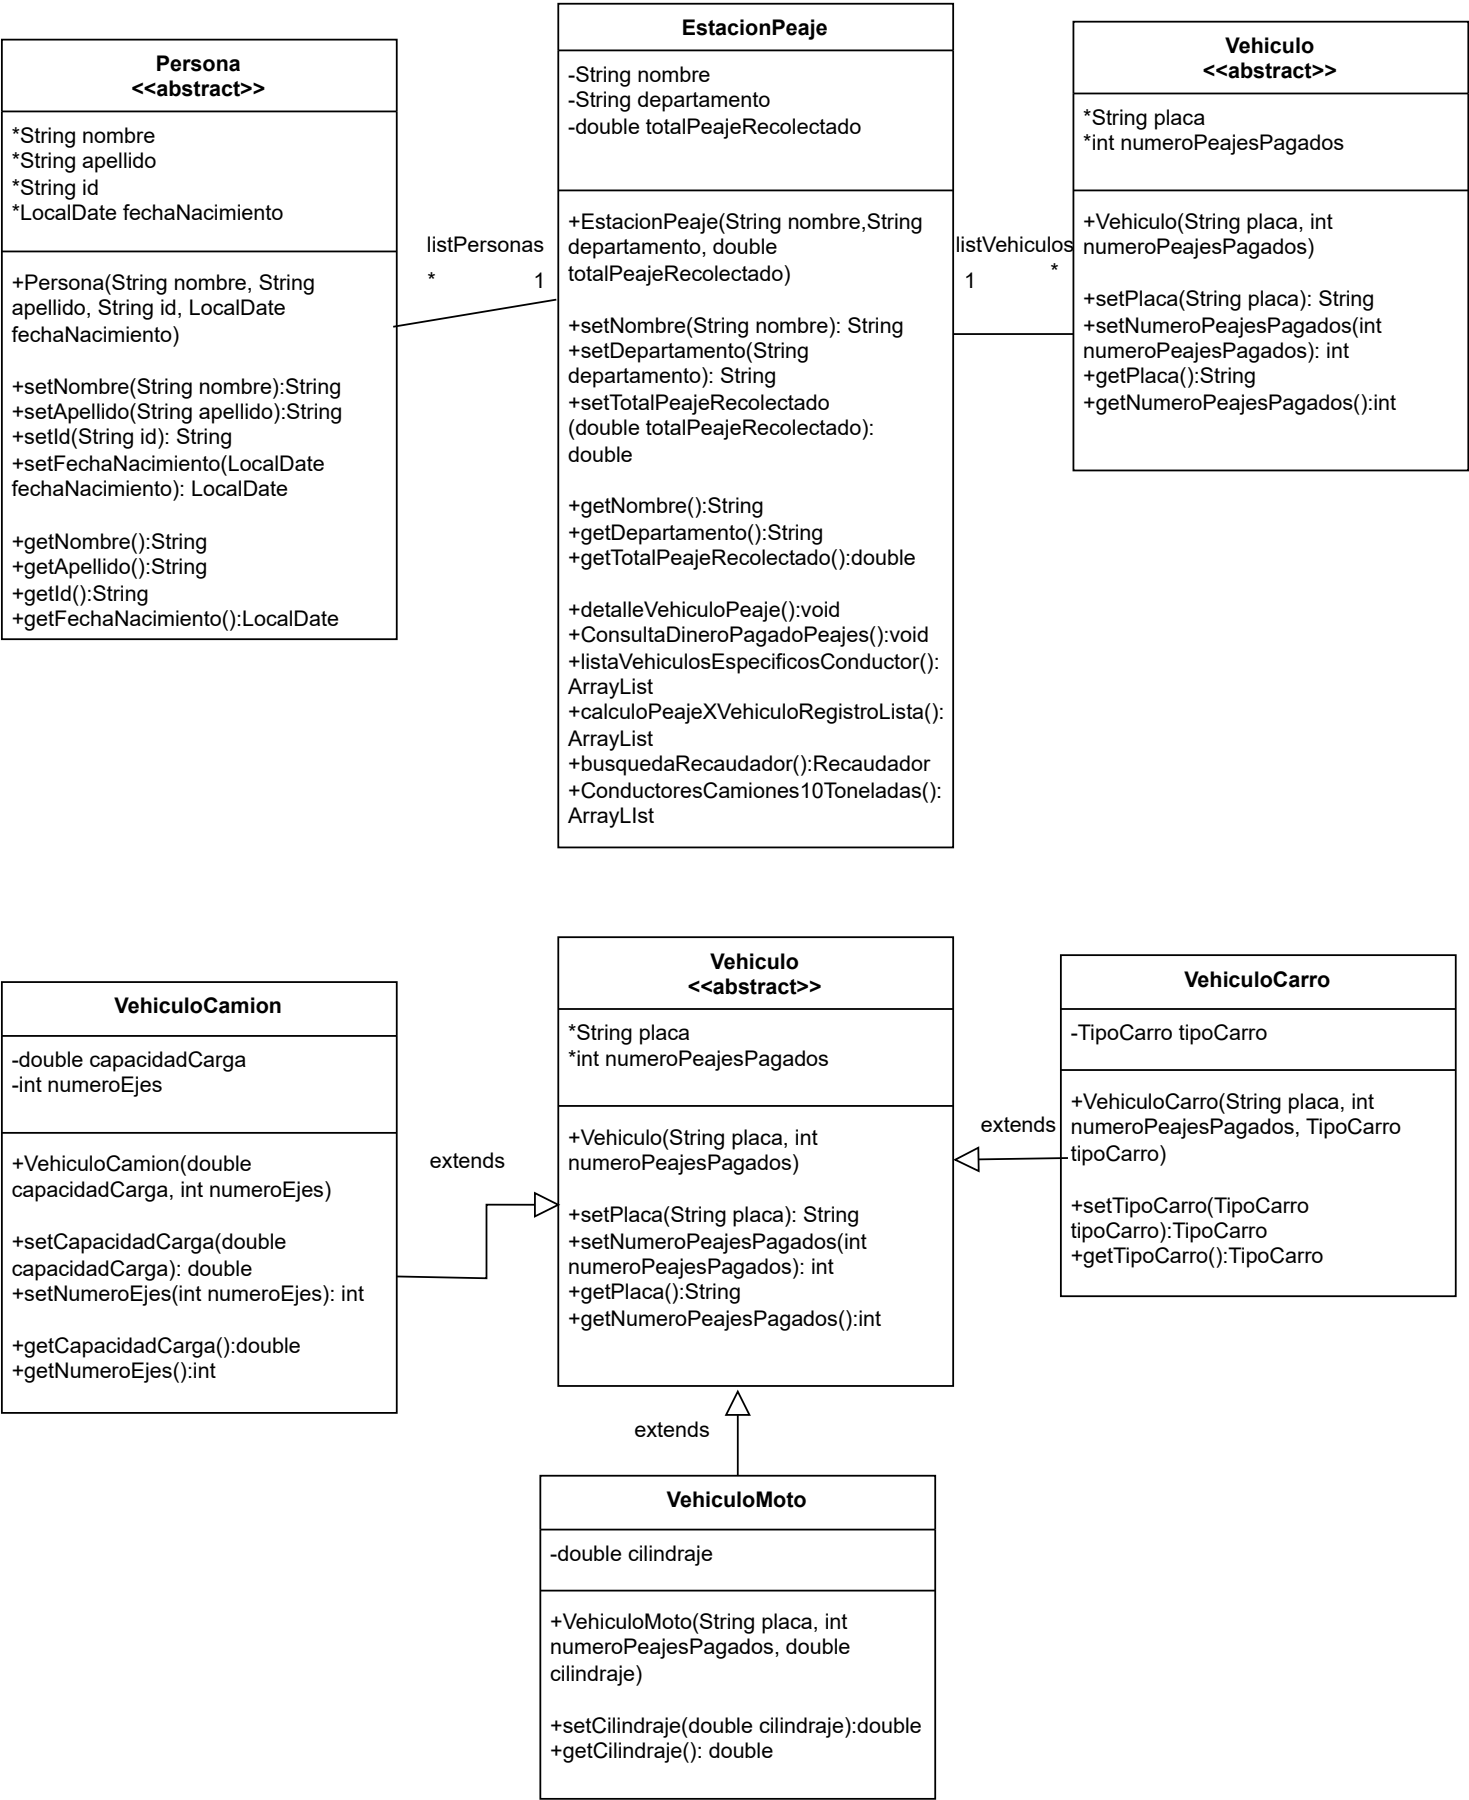 Persona
<<abstract>>
*String nombre
*String apellido
*String id
*LocalDate fechaNacimiento
+Persona(String nombre, String
apellido, String id, LocalDate
fechaNacimiento)
+setNombre(String nombre):String
+setApellido(String apellido):String
+setId(String id): String
+setFechaNacimiento(LocalDate
fechaNacimiento): LocalDate
+getNombre():String
+getApellido():String
+getId():String
+getFechaNacimiento():LocalDate
listPersonas
*
1
EstacionPeaje
-String nombre
-String departamento
-double totalPeajeRecolectado
+EstacionPeaje(String nombre,String
departamento, double
totalPeajeRecolectado)
+setNombre(String nombre): String
+setDepartamento(String
departamento): String
+setTotalPeajeRecolectado
(double totalPeajeRecolectado):
double
+getNombre():String
+getDepartamento():String
+getTotalPeajeRecolectado():double
+detalleVehiculoPeaje():void
+ConsultaDineroPagadoPeajes():void
+listaVehiculosEspecificosConductor():
ArrayList
+calculoPeajeXVehiculoRegistroLista():
ArrayList
+busquedaRecaudador():Recaudador
+ConductoresCamiones10Toneladas():
ArrayLIst
listVehiculos
1
*
Vehiculo
<<abstract>>
*String placa
*int numeroPeajesPagados
+Vehiculo(String placa, int
numeroPeajesPagados)
+setPlaca(String placa): String
+setNumeroPeajesPagados(int
numeroPeajesPagados): int
+getPlaca():String
+getNumeroPeajesPagados():int
VehiculoCamion
-double capacidadCarga
-int numeroEjes
+VehiculoCamion(double
capacidadCarga, int numeroEjes)
+setCapacidadCarga(double
capacidadCarga): double
+setNumeroEjes(int numeroEjes): int
+getCapacidadCarga():double
+getNumeroEjes():int
extends
Vehiculo
<<abstract>>
*String placa
*int numeroPeajesPagados
+Vehiculo(String placa, int
numeroPeajesPagados)
+setPlaca(String placa): String
+setNumeroPeajesPagados(int
numeroPeajesPagados): int
+getPlaca():String
+getNumeroPeajesPagados():int
extends
VehiculoCarro
-TipoCarro tipoCarro
+VehiculoCarro(String placa, int
numeroPeajesPagados, TipoCarro
tipoCarro)
+setTipoCarro(TipoCarro
tipoCarro):TipoCarro
+getTipoCarro():TipoCarro
extends
VehiculoMoto
-double cilindraje
+VehiculoMoto(String placa, int
numeroPeajesPagados, double
cilindraje)
+setCilindraje(double cilindraje):double
+getCilindraje(): double